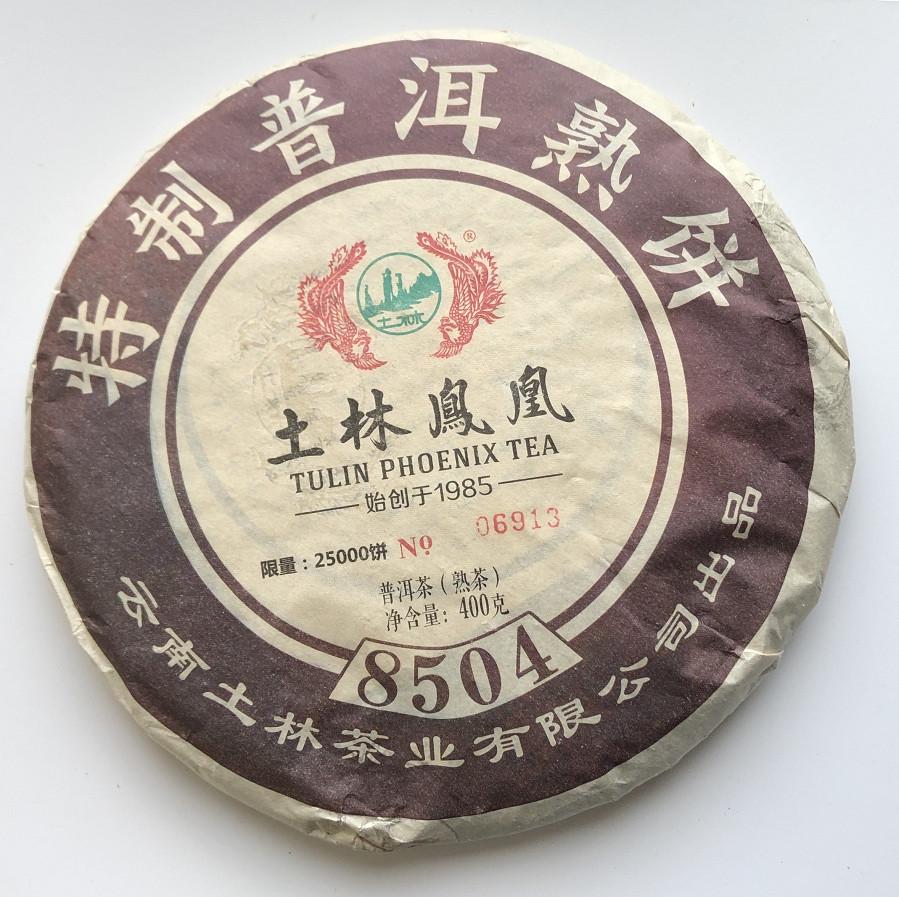 特制普洱熟饼
®
土林
土林鳳凰
TULIN PHOENIX TEA
始创于1985
限量：25000饼 № 06913
普洱茶（熟茶）
净含量：400克
8504
云南土林茶业有限公司出品